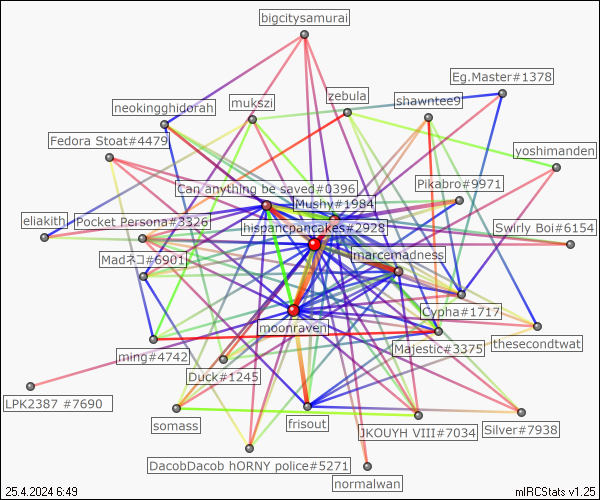 bigcitysamurai
Eg.Master#1378
zebula
shawntee9
mukszi
neokingghidorah
Fedora Stoat#4479
yoshimanden
Can anything be saved#0396
Pikabro#9971
Mushy#1984
eliakith
Pocket Persona#3326
hispancpancakes#2928
Swirly Boi#6154
Madネコ#6901
marcemadness
Cypha#1717
moonraven
thesecondtwat
ming#4742
Majestic#3375
Duck#1245
LPK2387 #7690
somass
frisout
JKOUYH VIII#7034
Silver#7938
DacobDacob hORNY police#5271
normalwan
25.4.2024 6:49
mIRCStats v1.25